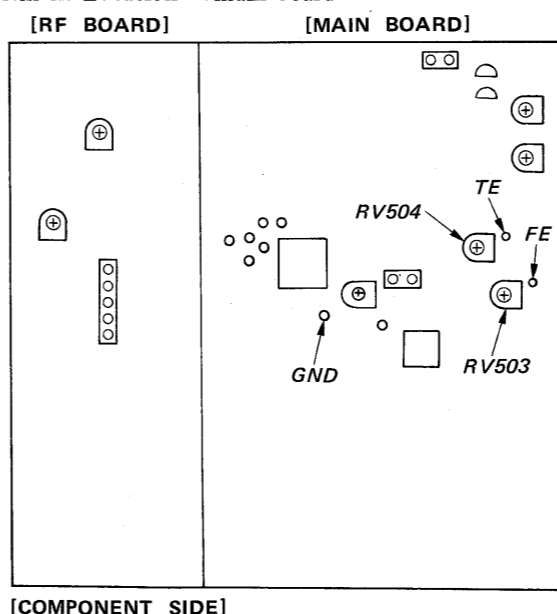 [RF BOARD] [MAIN BOARD]
TE
RV504
FE
GND
RV503
[COMPONENT SIDE]